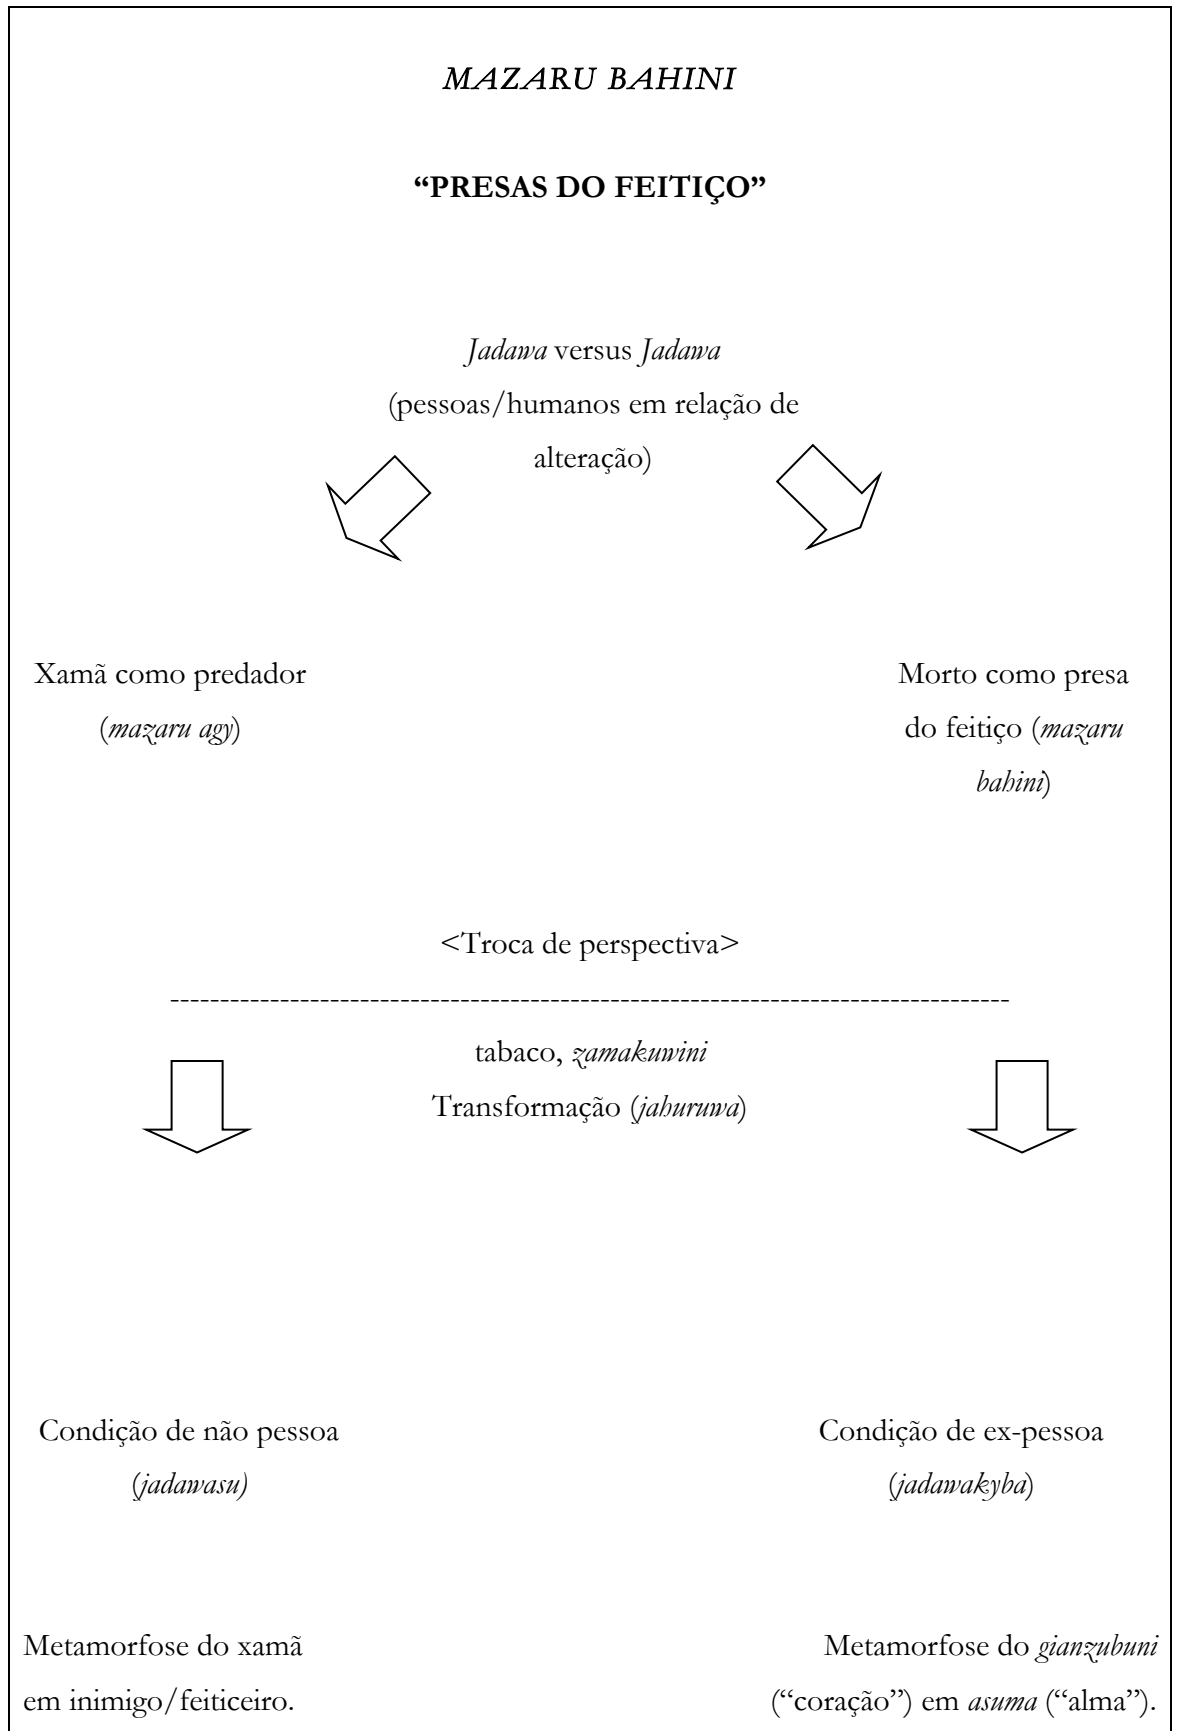 MAZARU BAHINI
“PRESAS DO FEITIÇO”
Jadawa versus Jadawa
(pessoas/humanos em relação de
alteração)
Xamã como predador
(mazaru agy)
Morto como presa
do feitiço (mazaru
bahini)
<Troca de perspectiva>
------------------------------------------------------------------------------------
tabaco, zamakuwini
Transformação (jahuruwa)
Condição de não pessoa
(jadawasu)
Condição de ex-pessoa
(jadawakyba)
Metamorfose do xamã
em inimigo/feiticeiro.
Metamorfose do gianzubuni
(“coração”) em asuma (“alma”).